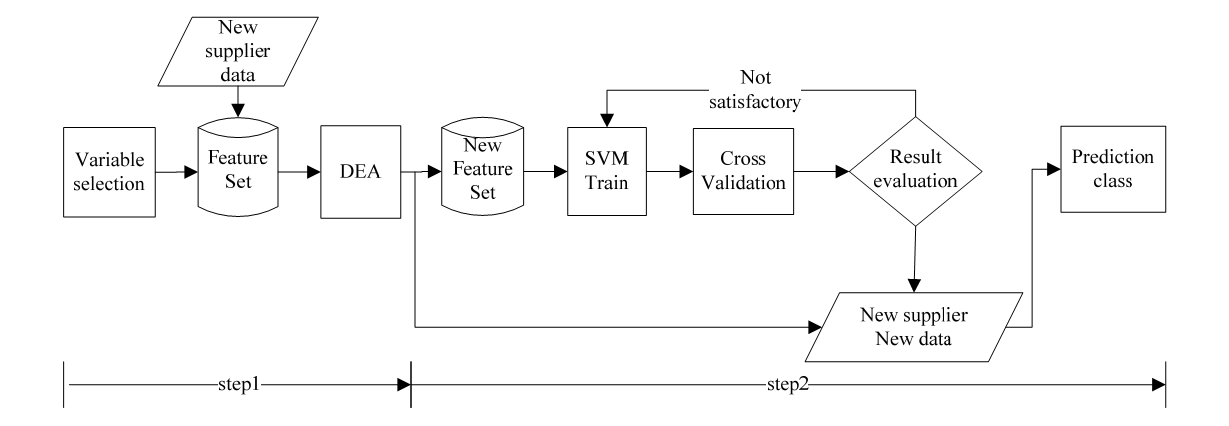 New
supplier
data
Variable
selection
Feature
Set
DEA
New
Feature
Set
SVM
Train
Cross
Validation
Not
satisfactory
Result
evaluation
Prediction
class
New supplier
New data
step1
step2